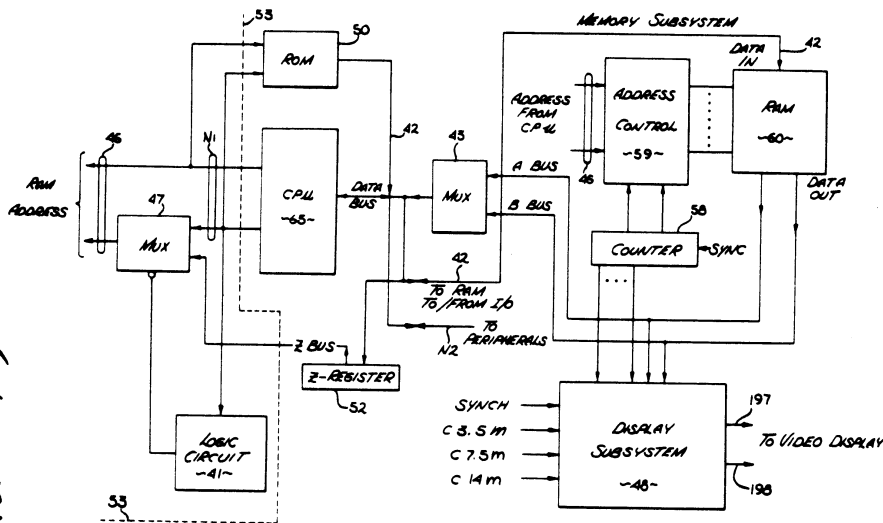 53
50
ROM
MEMORY SUBSYSTEM
42
DATA
IN
ADDRESS
FROM
CPU
46
ADDRESS
CONTROL
~59~
RAM
~60~
DATA
OUT
42
46
N1
RAM
ADDRESS
47
MUX
CPU
~65~
DATA
BUS
43
MUX
A BUS
B BUS
58
COUNTER
SYNC
42
TO RAM
TO/FROM I/O
TO
PERIPHERALS
N2
Z BUS
Z-REGISTER
52
LOGIC
CIRCUIT
~41~
53
SYNCH
C 3.5m
C 7.5m
C 14m
DISPLAY
SUBSYSTEM
~48~
197
TO VIDEO DISPLAY
198